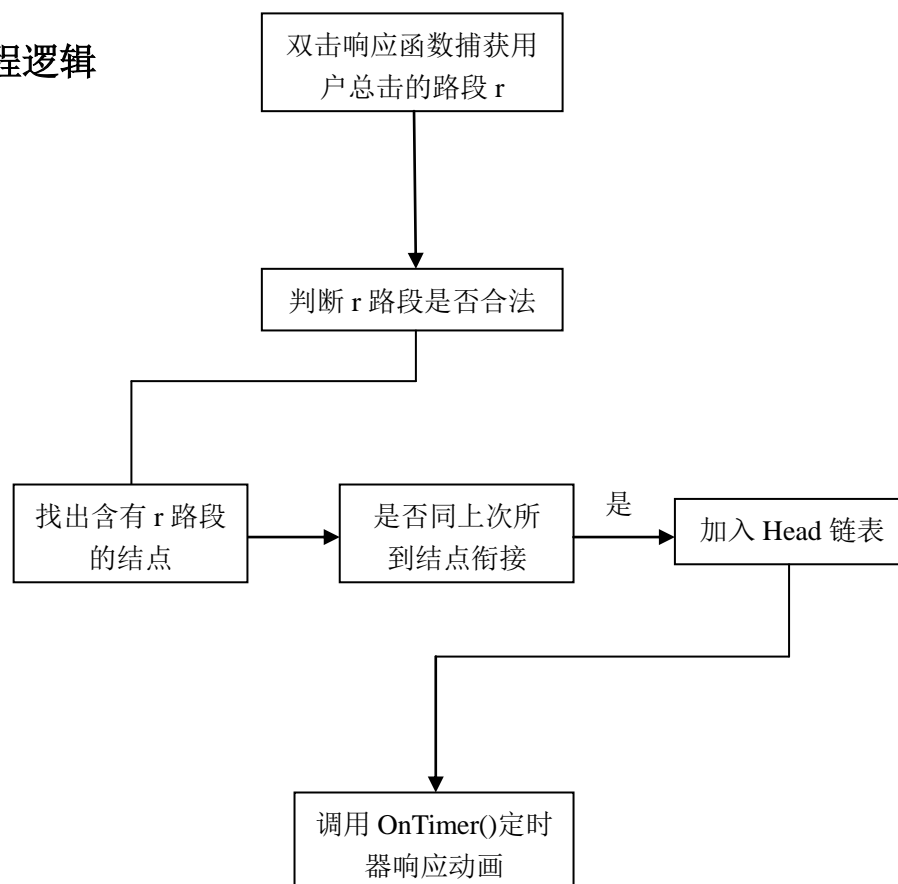 程逻辑
双击响应函数捕获用
户总击的路段 r
判断 r 路段是否合法
找出含有 r 路段
的结点
是否同上次所
到结点衔接
是
加入 Head 链表
调用 OnTimer()定时
器响应动画